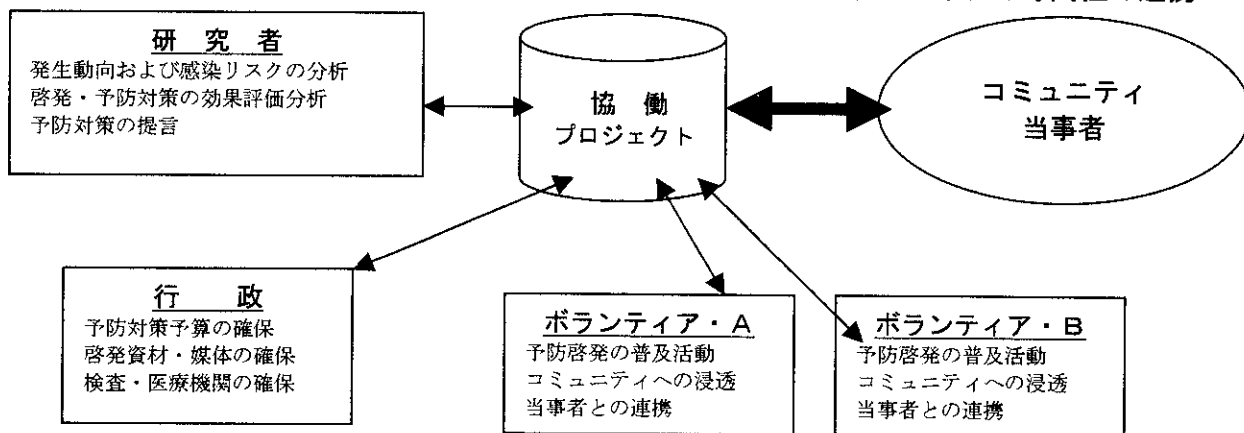 の連携
研 究 者
発生動向および感染リスクの分析
啓発・予防対策の効果評価分析
予防対策の提言
協 働
プロジェクト
コミュニティ
当事者
行 政
予防対策予算の確保
啓発資材・媒体の確保
検査・医療機関の確保
ボランティア・A
予防啓発の普及活動
コミュニティへの浸透
当事者との連携
ボランティア・B
予防啓発の普及活動
コミュニティへの浸透
当事者との連携